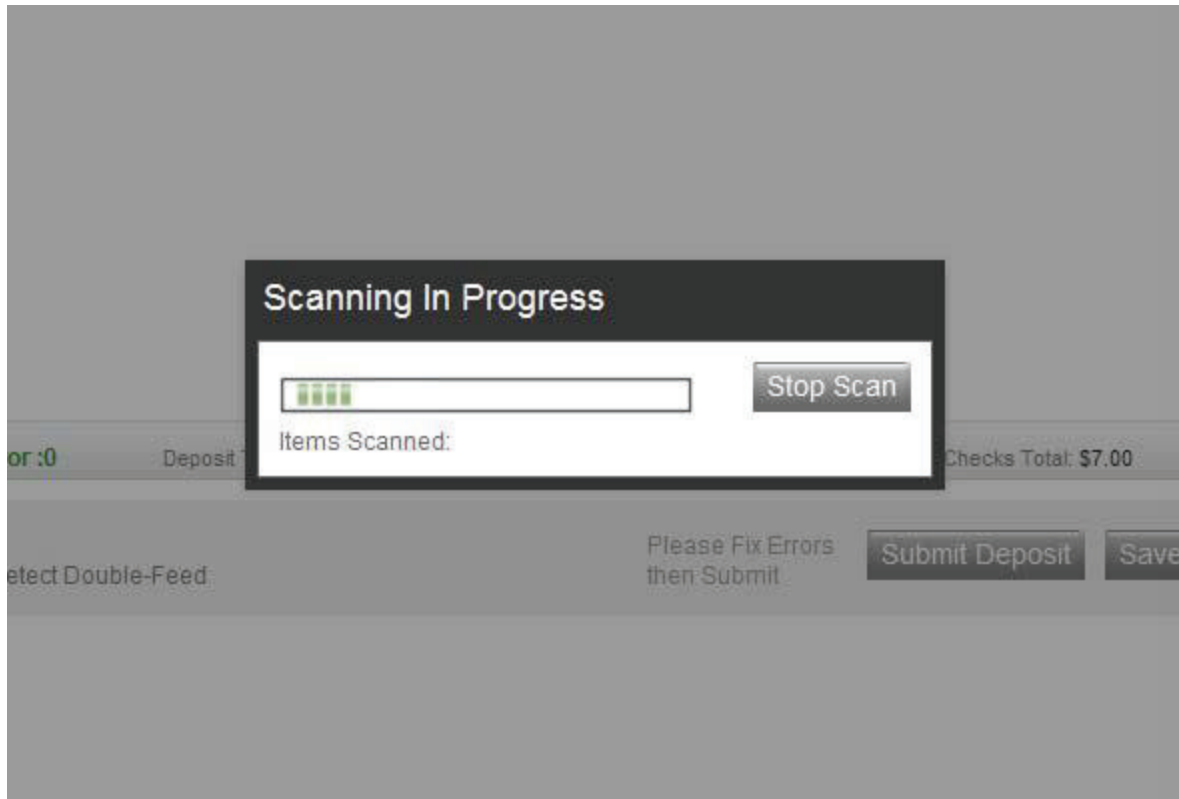 Scanning In Progress
Stop Scan
Items Scanned:
or :0 Deposit Checks Total: $7.00
Please Fix Errors
then Submit
Submit Deposit Save
etect Double-Feed